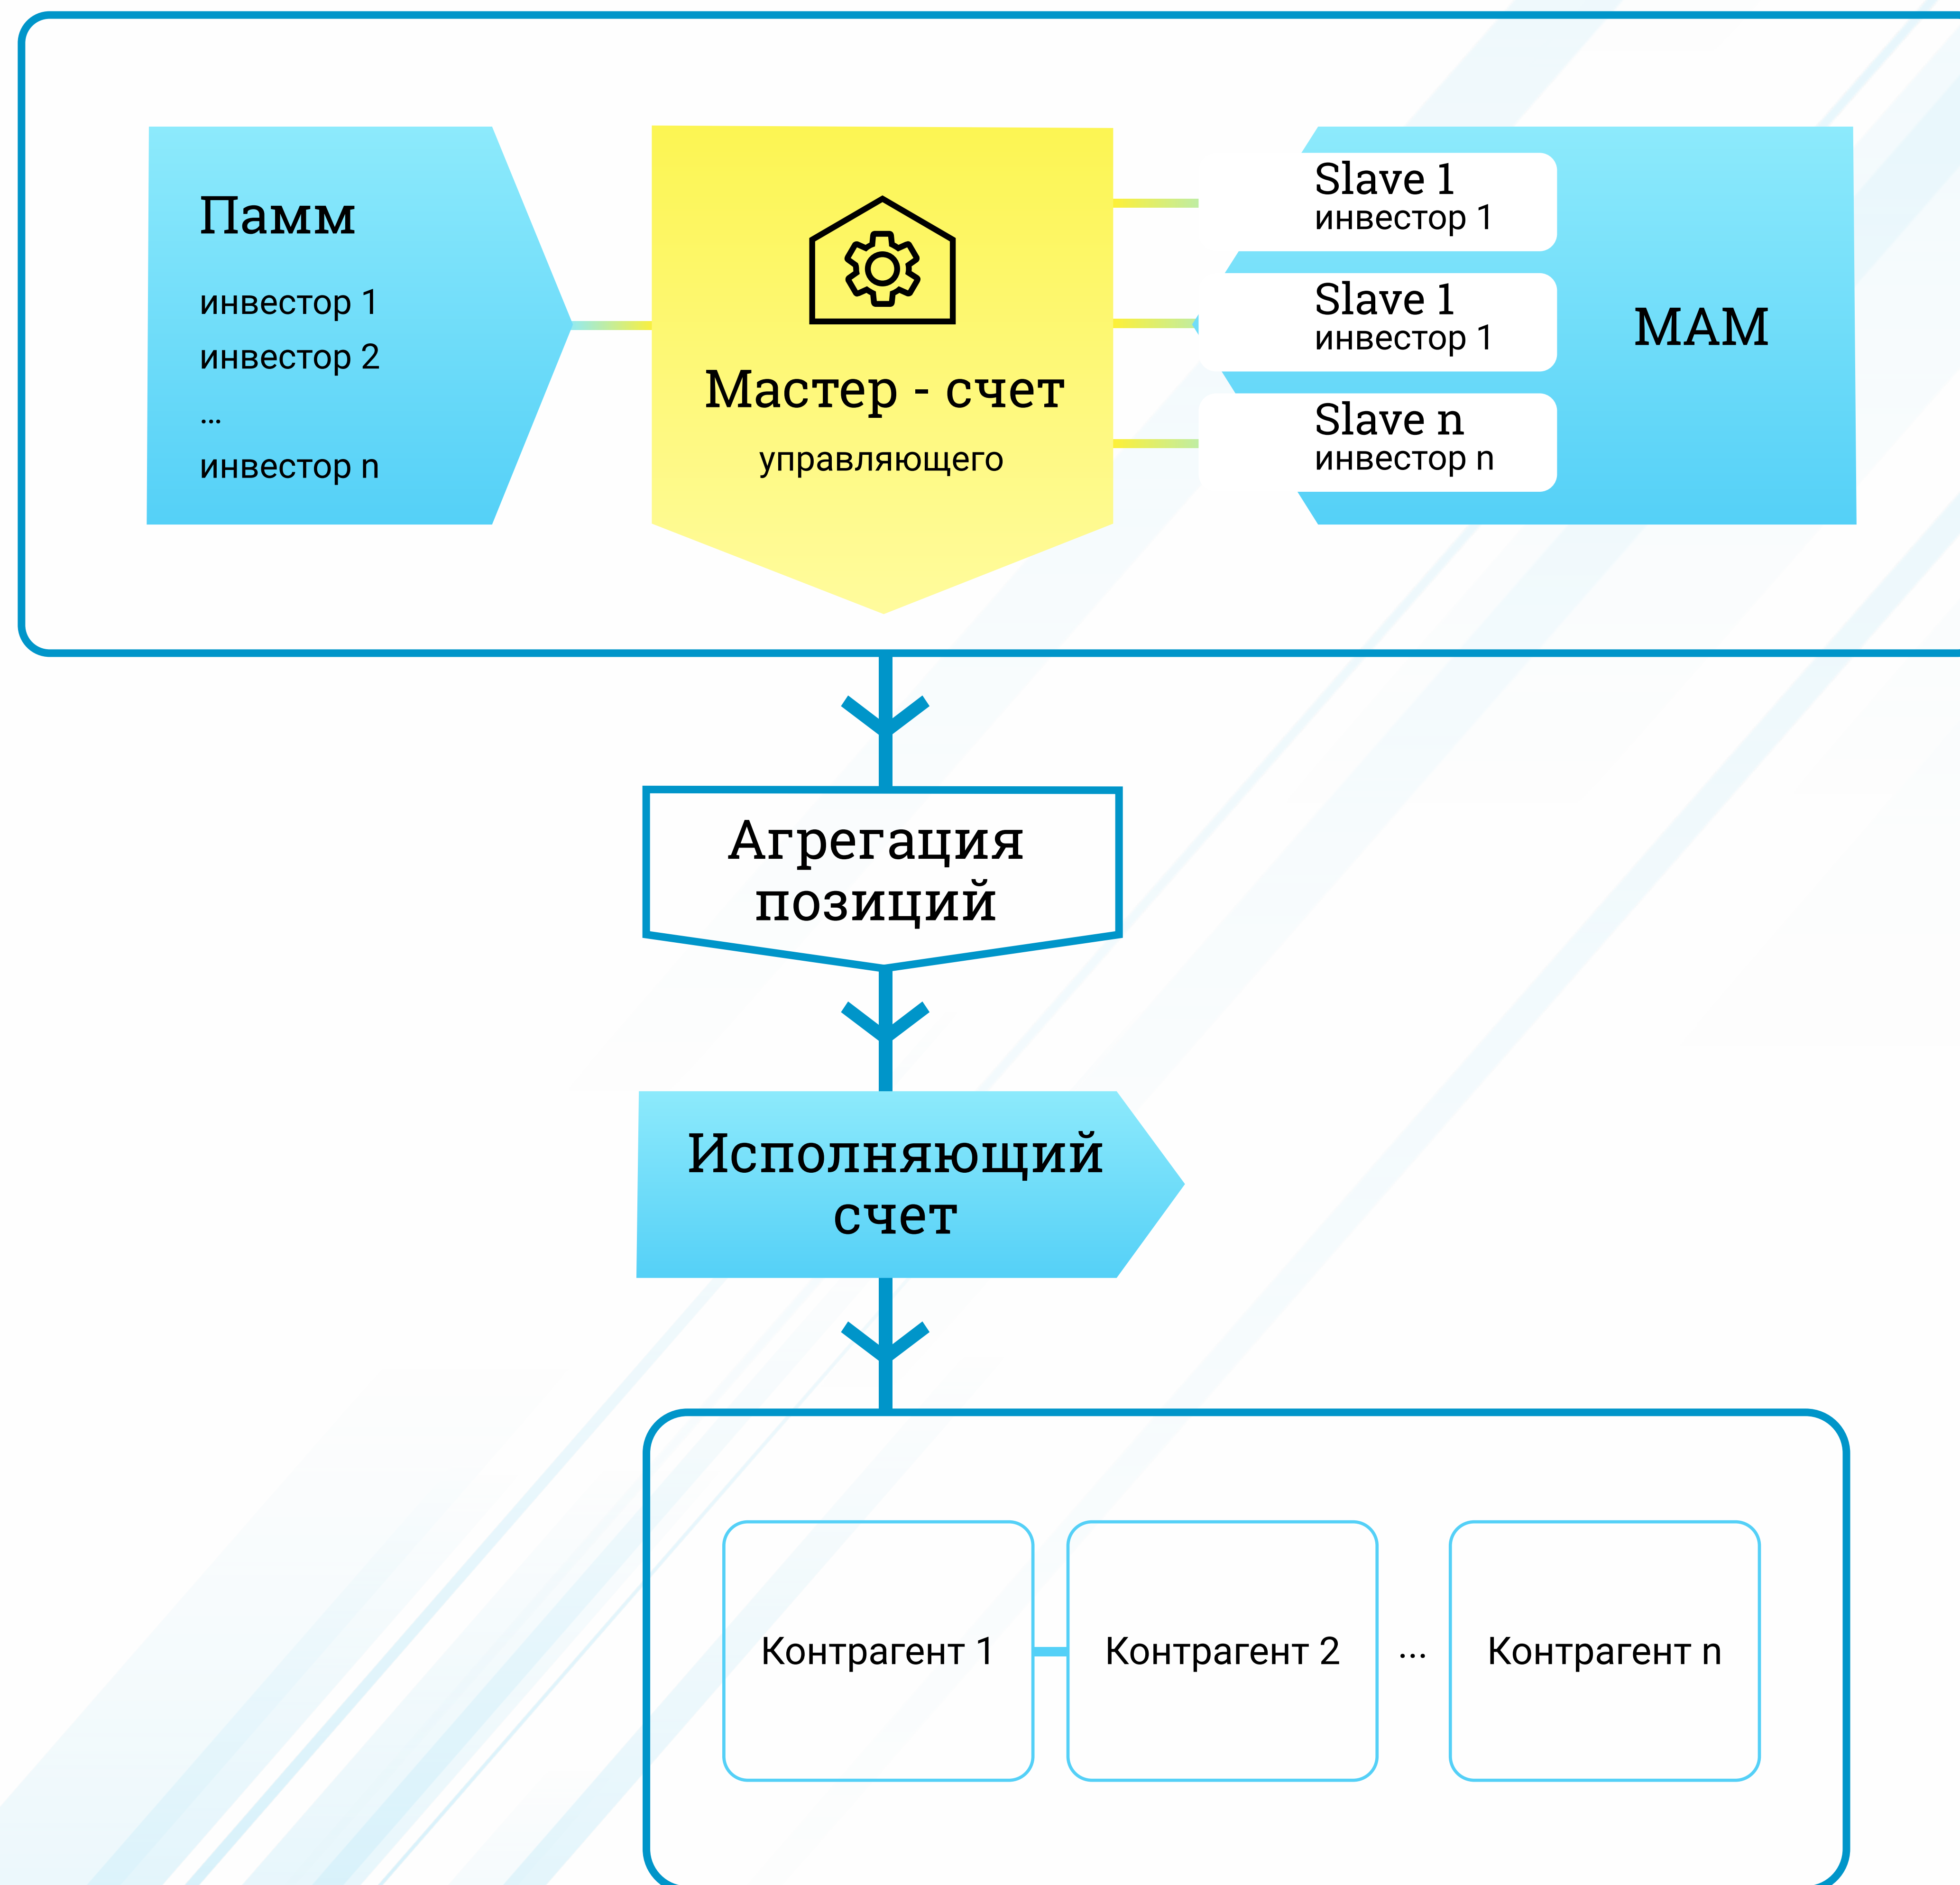 Памм
инвестор 1
инвестор 2
...
инвестор n
Мастер - счет
управляющего
Slave 1
инвестор 1
Slave 1
инвестор 1
Slave n
инвестор n
МАМ
Агрегация
позиций
Исполняющий
счет
Контрагент 1
Контрагент 2
...
Контрагент n